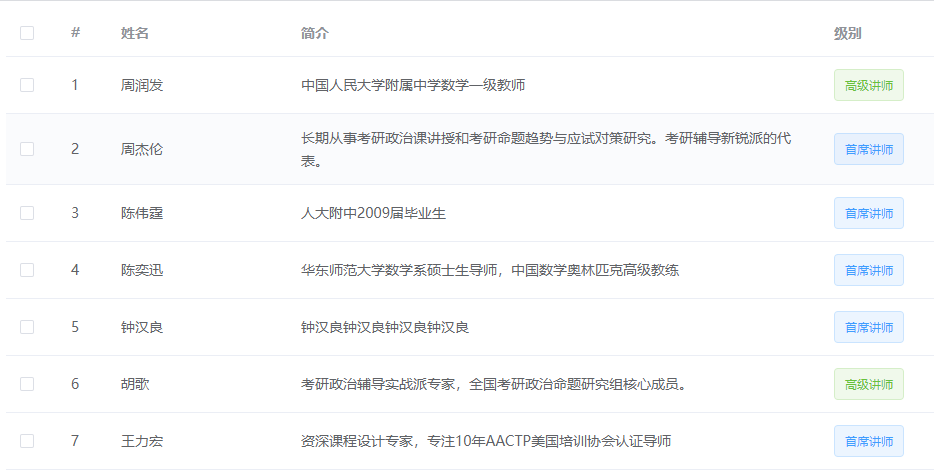 # 姓名 简介 级别
1 周润发 中国人民大学附属中学数学一级教师 高级讲师
2 周杰伦 长期从事考研政治课讲授和考研命题趋势与应试对策研究。考研辅导新锐派的代 首席讲师
表。
3 陈伟霆 人大附中2009届毕业生 首席讲师
4 陈奕迅 华东师范大学数学系硕士生导师，中国数学奥林匹克高级教练 首席讲师
5 钟汉良 钟汉良钟汉良钟汉良钟汉良 首席讲师
6 胡歌 考研政治辅导实战派专家，全国考研政治命题研究组核心成员。 高级讲师
7 王力宏 资深课程设计专家，专注10年AACTP美国培训协会认证导师 首席讲师